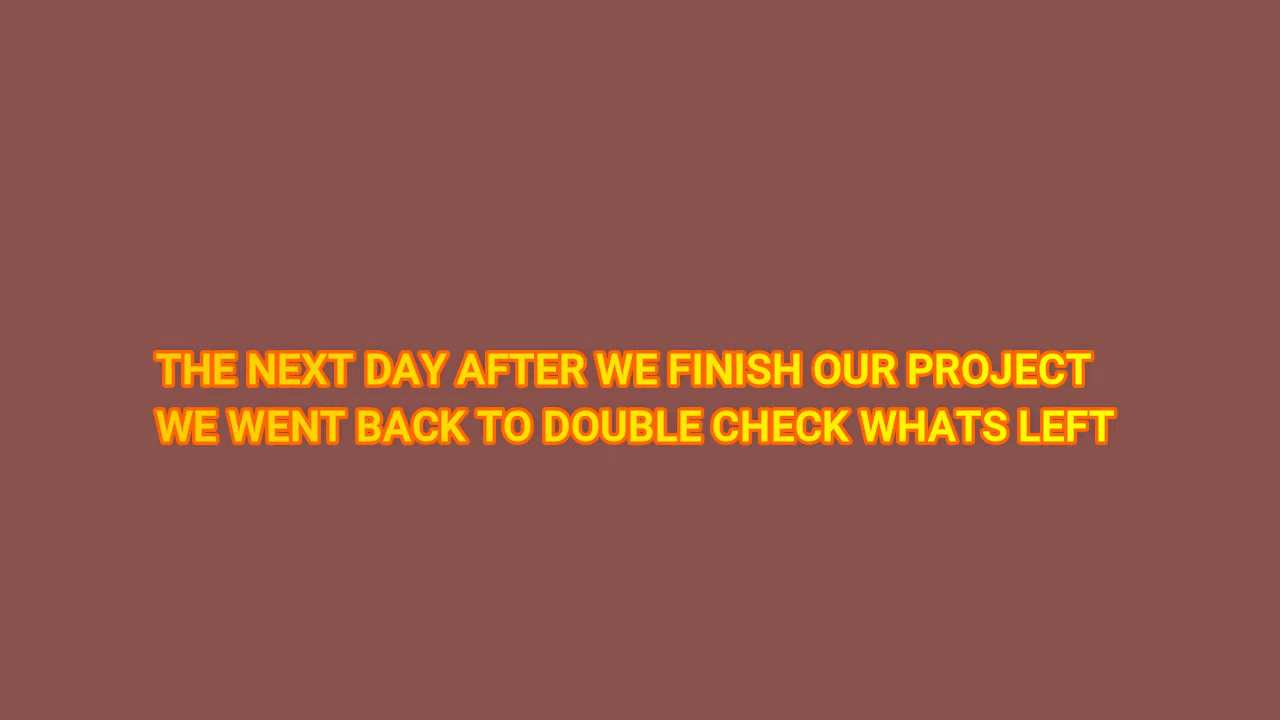 THE NEXT DAY AFTER WE FINISH OUR PROJECT
WE WENT BACK TO DOUBLE CHECK WHATS LEFT